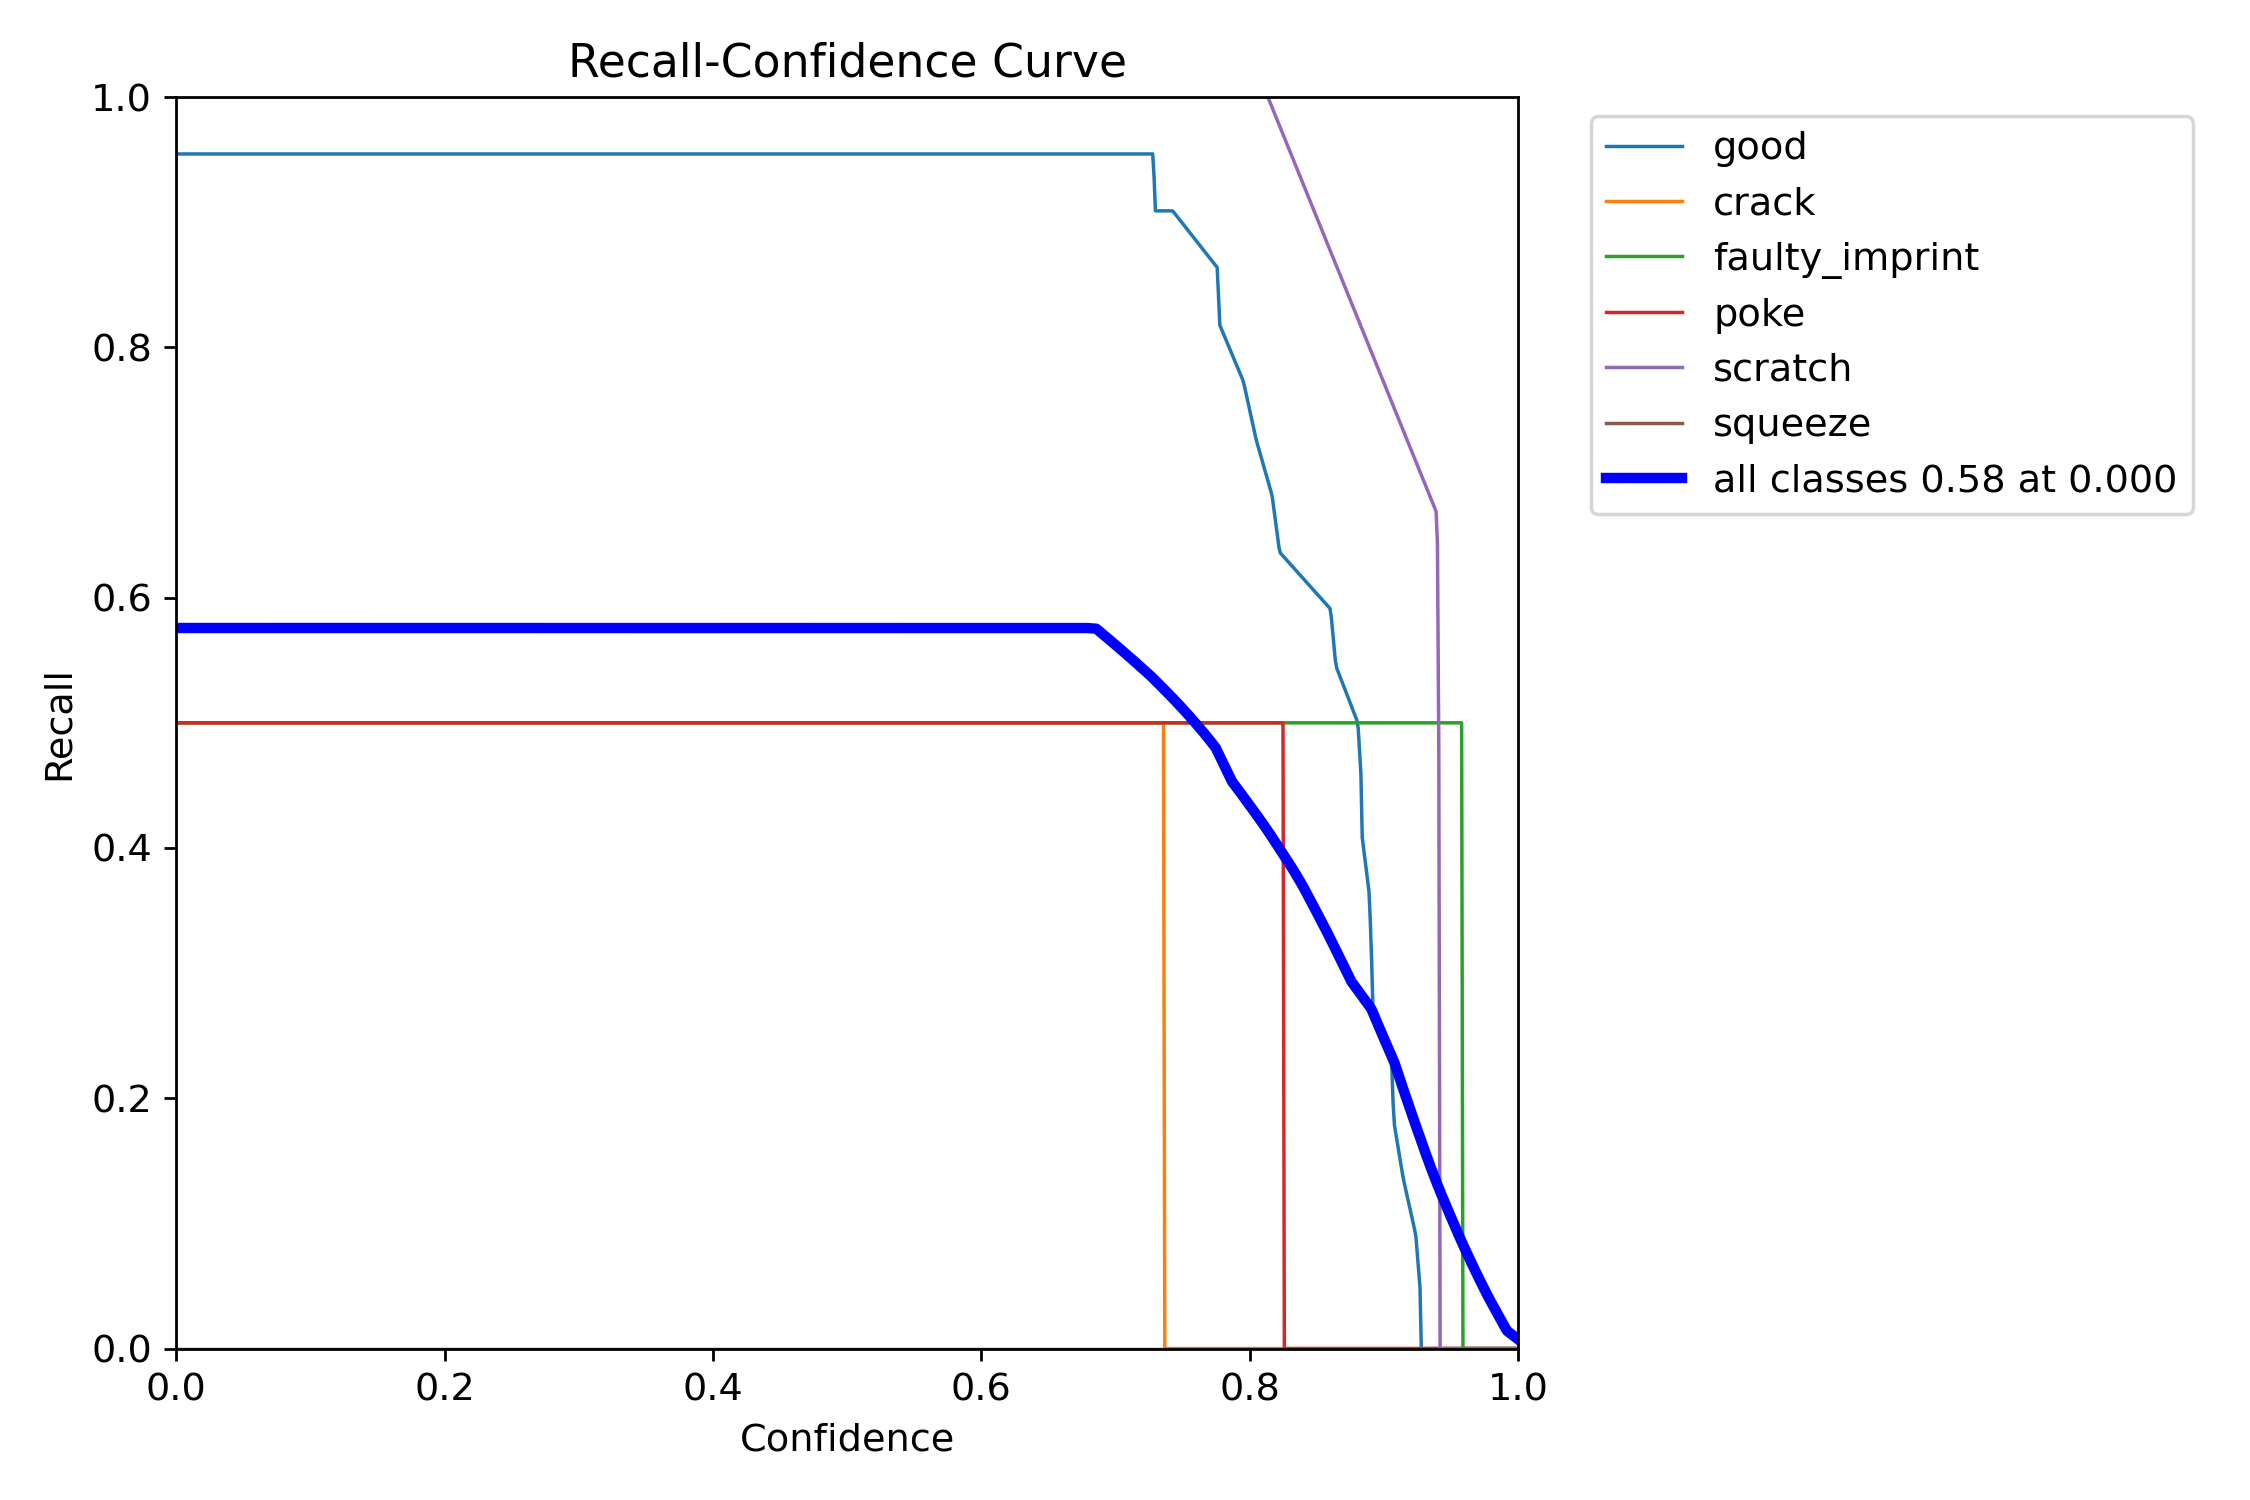 Recall-Confidence Curve
1.0
0.8
0.6
0.4
0.2
0.0
Recall
0.0 0.2 0.4 0.6 0.8 1.0
Confidence
good
crack
faulty_imprint
poke
scratch
squeeze
all classes 0.58 at 0.000